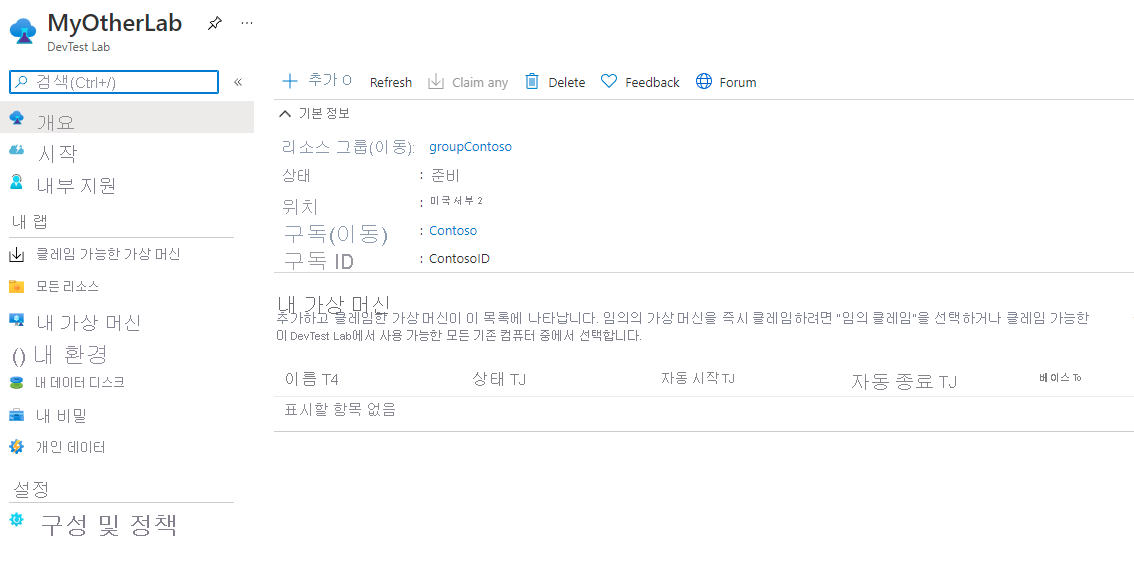 MyOtherLab
DevTest Lab
검색(Ctrl+/)
«
개요
시작
내부 지원
내 랩
클레임 가능한 가상 머신
모든 리소스
내 가상 머신
() 내 환경
내 데이터 디스크
내 비밀
개인 데이터
설정
구성 및 정책
추가 O Refresh Claim any Delete Feedback Forum
기본 정보
리소스 그룹(이동): groupContoso
상태 : 준비
위치 : 미국 서부 2
구독(이동) : Contoso
구독 ID : ContosoID
내 가상 머신
추가하고 클레임한 가상 머신이 이 목록에 나타납니다. 임의의 가상 머신을 즉시 클레임하려면 "임의 클레임"을 선택하거나 클레임 가능한
이 DevTest Lab에서 사용 가능한 모든 기존 컴퓨터 중에서 선택합니다.
이름 T4 상태 TJ 자동 시작 TJ 자동 종료 TJ 베이스 To
표시할 항목 없음